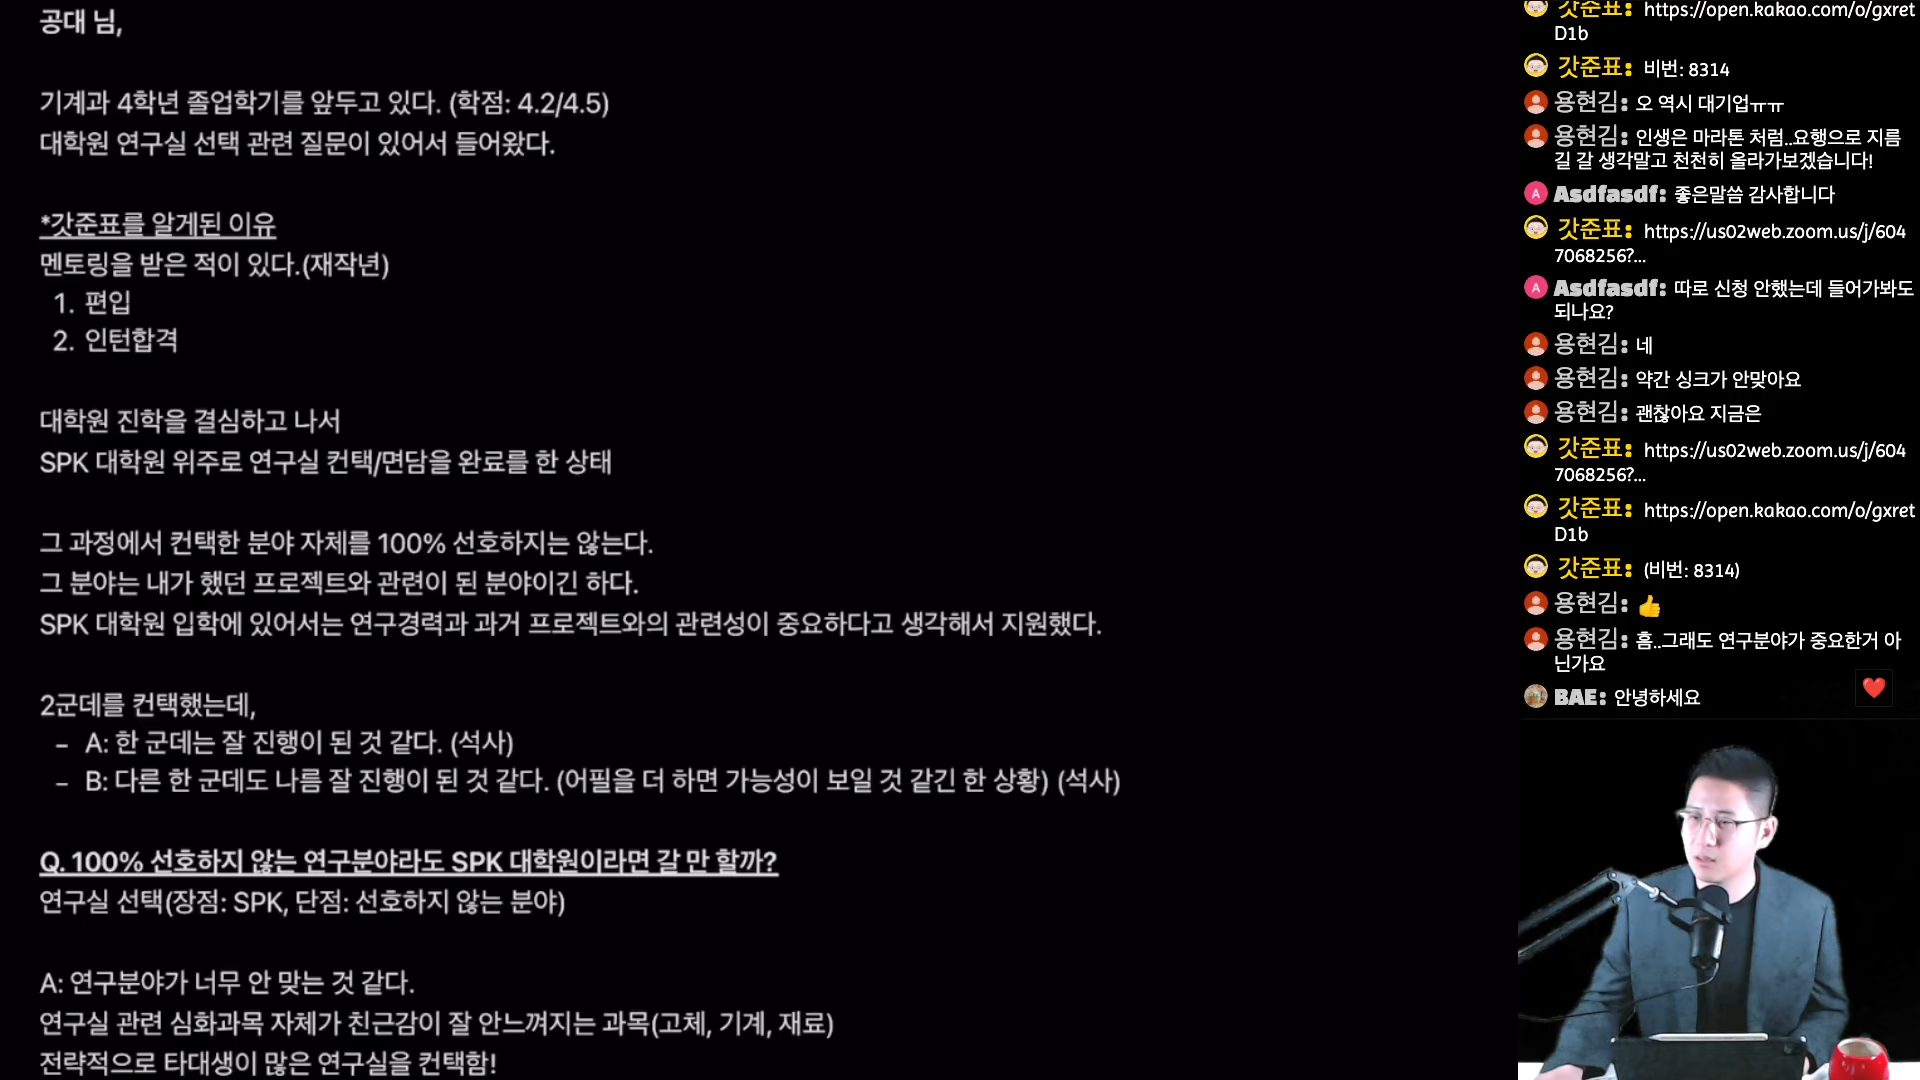 공대 님,
기계과 4학년 졸업학기를 앞두고 있다. (학점: 4.2/4.5)
대학원 연구실 선택 관련 질문이 있어서 들어왔다.
*갓준표를 알게된 이유
멘토링을 받은 적이 있다.(재작년)
1. 편입
2. 인턴합격
대학원 진학을 결심하고 나서
SPK 대학원 위주로 연구실 컨택/면담을 완료를 한 상태
그 과정에서 컨택한 분야 자체를 100% 선호하지는 않는다.
그 분야는 내가 했던 프로젝트와 관련이 된 분야이긴 하다.
SPK 대학원 입학에 있어서는 연구경력과 과거 프로젝트와의 관련성이 중요하다고 생각해서 지원했다.
2군데를 컨택했는데,
- A: 한 군데는 잘 진행이 된 것 같다. (석사)
- B: 다른 한 군데도 나름 잘 진행이 된 것 같다. (어필을 더 하면 가능성이 보일 것 같긴 한 상황) (석사)
Q. 100% 선호하지 않는 연구분야라도 SPK 대학원이라면 갈 만 할까?
연구실 선택(장점: SPK, 단점: 선호하지 않는 분야)
A: 연구분야가 너무 안 맞는 것 같다.
연구실 관련 심화과목 자체가 친근감이 잘 안느껴지는 과목(고체, 기계, 재료)
전략적으로 타대생이 많은 연구실을 컨택함!
갓준표: https://open.kakao.com/o/gxret
D1b
갓준표: 비번: 8314
용현김: 오 역시 대기업ㅠㅠ
용현김: 인생은 마라톤 처럼..요행으로 지름
길 갈 생각말고 천천히 올라가보겠습니다!
A Asdfasdf: 좋은말씀 감사합니다
갓준표: https://us02web.zoom.us/j/604
7068256?...
A Asdfasdf: 따로 신청 안했는데 들어가봐도
되나요?
용현김: 네
용현김: 약간 싱크가 안맞아요
용현김: 괜찮아요 지금은
갓준표: https://us02web.zoom.us/j/604
7068256?...
갓준표: https://open.kakao.com/o/gxret
D1b
갓준표: (비번: 8314)
용현김: 👍
용현김: 흠..그래도 연구분야가 중요한거 아
닌가요
BAE: 안녕하세요